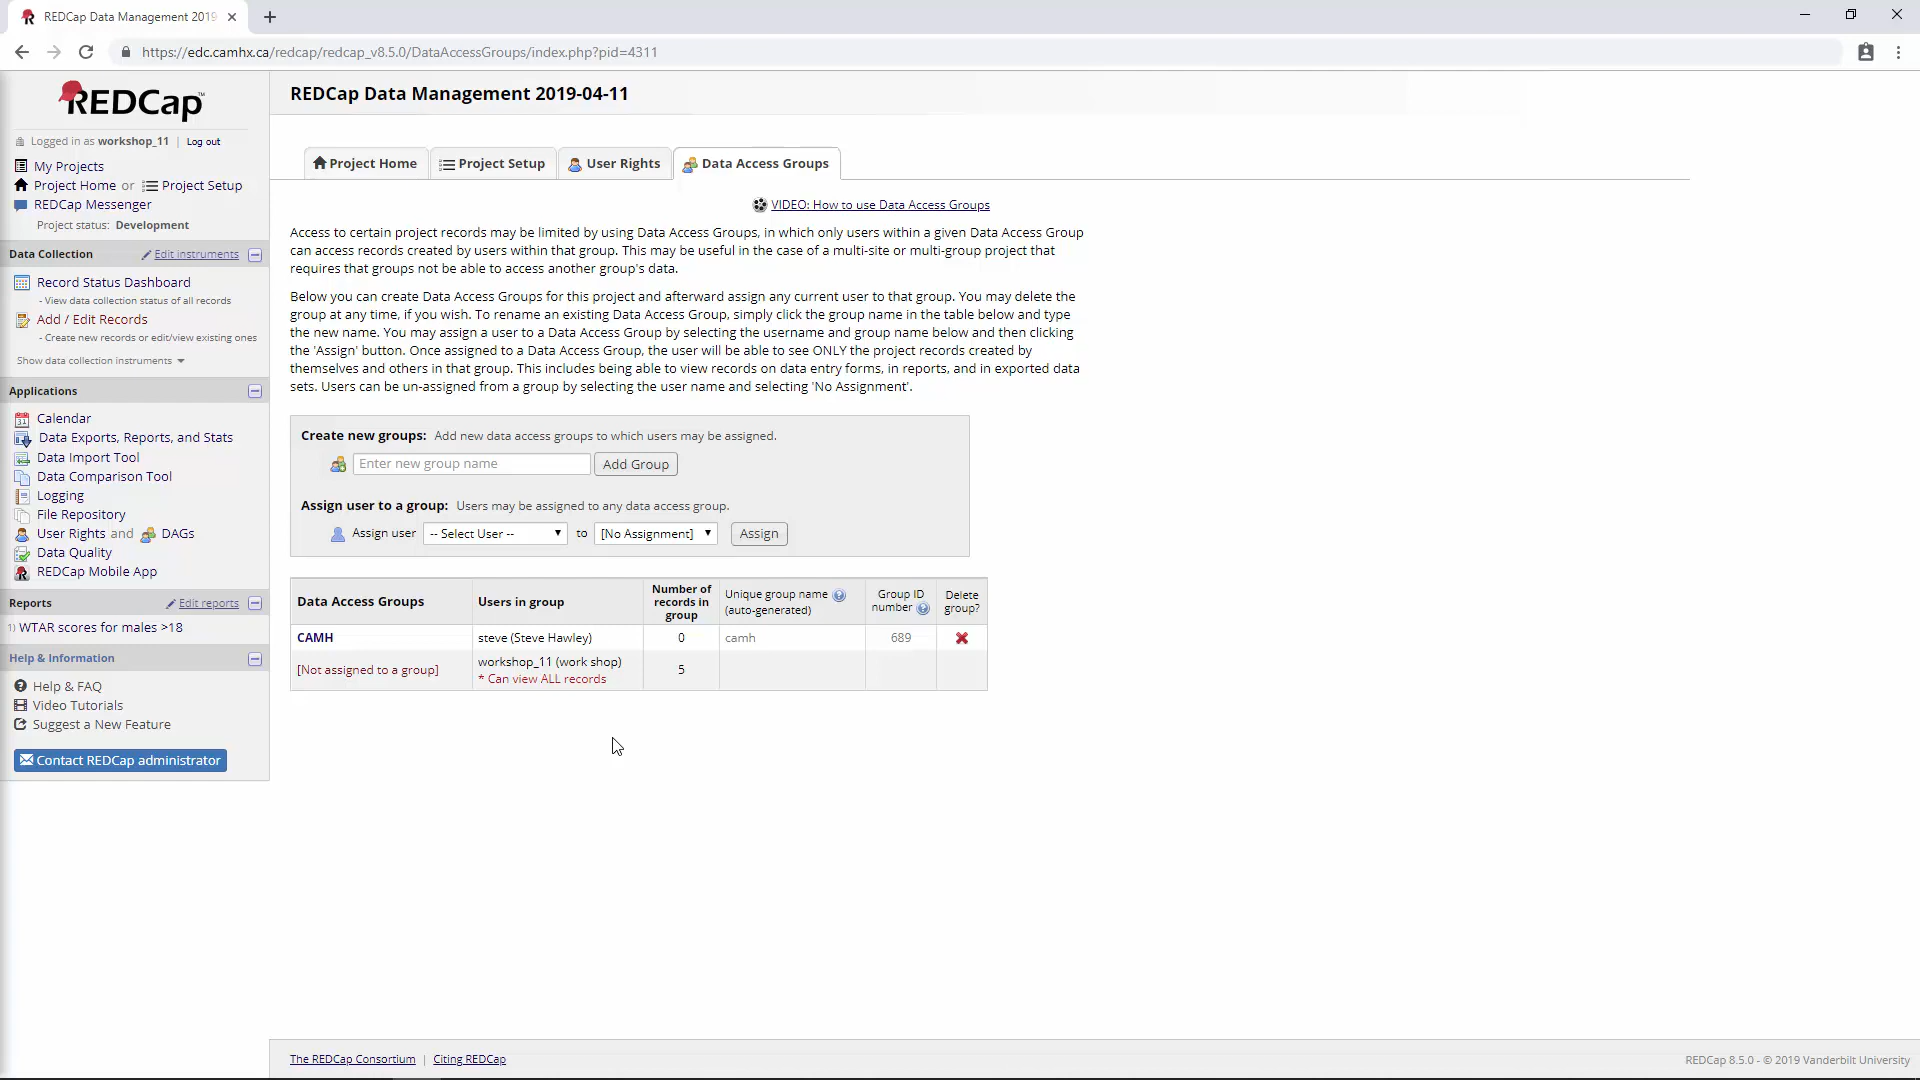 REDCap Data Management 2019
https://edc.camhx.ca/redcap/redcap_v8.5.0/DataAccessGroups/index.php?pid=4311
REDCap™
Logged in as workshop_11 | Log out
My Projects
Project Home or Project Setup
REDCap Messenger
Project status: Development
Data Collection Edit instruments
Record Status Dashboard
- View data collection status of all records
Add / Edit Records
- Create new records or edit/view existing ones
Show data collection instruments
Applications
Calendar
Data Exports, Reports, and Stats
Data Import Tool
Data Comparison Tool
Logging
File Repository
User Rights and DAGs
Data Quality
REDCap Mobile App
Reports Edit reports
1) WTAR scores for males >18
Help & Information
Help & FAQ
Video Tutorials
Suggest a New Feature
Contact REDCap administrator
REDCap Data Management 2019-04-11
Project Home Project Setup User Rights Data Access Groups
VIDEO: How to use Data Access Groups
Access to certain project records may be limited by using Data Access Groups, in which only users within a given Data Access Group
can access records created by users within that group. This may be useful in the case of a multi-site or multi-group project that
requires that groups not be able to access another group's data.
Below you can create Data Access Groups for this project and afterward assign any current user to that group. You may delete the
group at any time, if you wish. To rename an existing Data Access Group, simply click the group name in the table below and type
the new name. You may assign a user to a Data Access Group by selecting the username and group name below and then clicking
the 'Assign' button. Once assigned to a Data Access Group, the user will be able to see ONLY the project records created by
themselves and others in that group. This includes being able to view records on data entry forms, in reports, and in exported data
sets. Users can be un-assigned from a group by selecting the user name and selecting 'No Assignment'.
Create new groups: Add new data access groups to which users may be assigned.
Enter new group name Add Group
Assign user to a group: Users may be assigned to any data access group.
Assign user -- Select User -- to [No Assignment] Assign
Data Access Groups Users in group Number of records in group Unique group name (auto-generated) Group ID number Delete group?
CAMH steve (Steve Hawley) 0 camh 689
[Not assigned to a group] workshop_11 (work shop) 5
* Can view ALL records
The REDCap Consortium | Citing REDCap
REDCap 8.5.0 - © 2019 Vanderbilt University